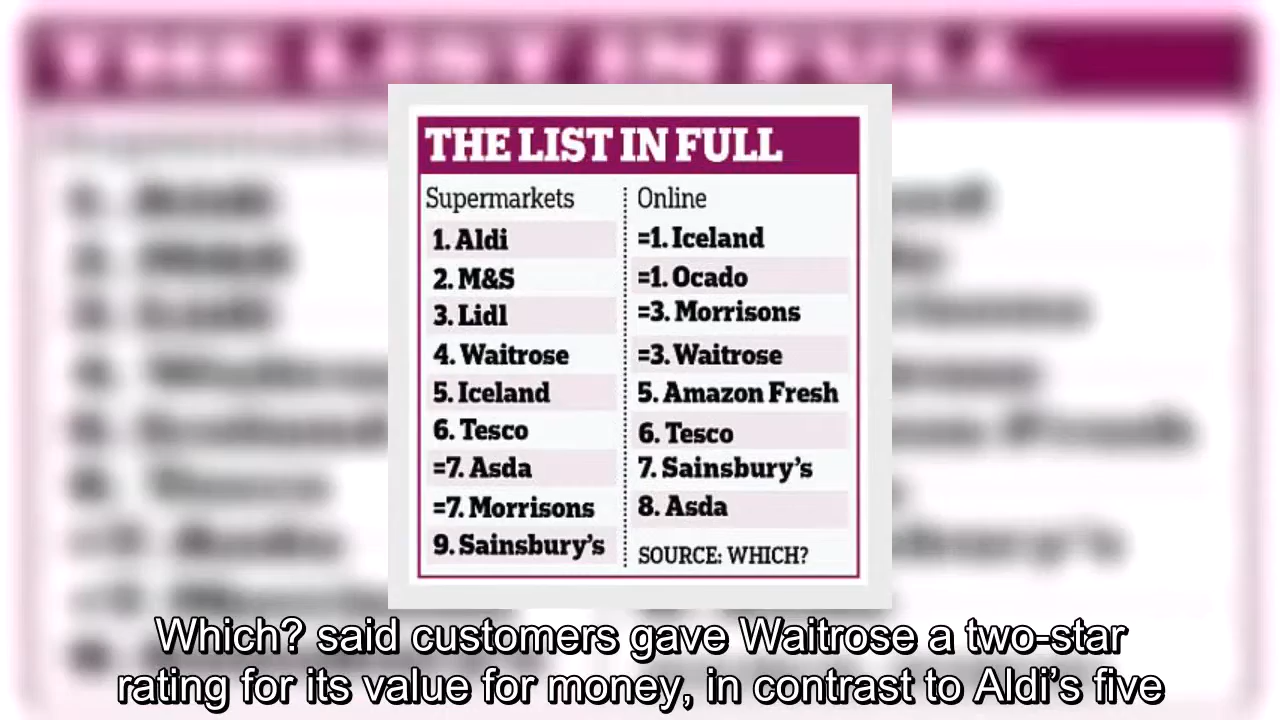 THE LIST IN FULL
Supermarkets
1. Aldi
2. M&S
3. Lidl
4. Waitrose
5. Iceland
6. Tesco
=7. Asda
=7. Morrisons
9. Sainsbury's
Online
=1. Iceland
=1. Ocado
=3. Morrisons
=3. Waitrose
5. Amazon Fresh
6. Tesco
7. Sainsbury's
8. Asda
SOURCE: WHICH?
Which? said customers gave Waitrose a two-star
rating for its value for money, in contrast to Aldi's five